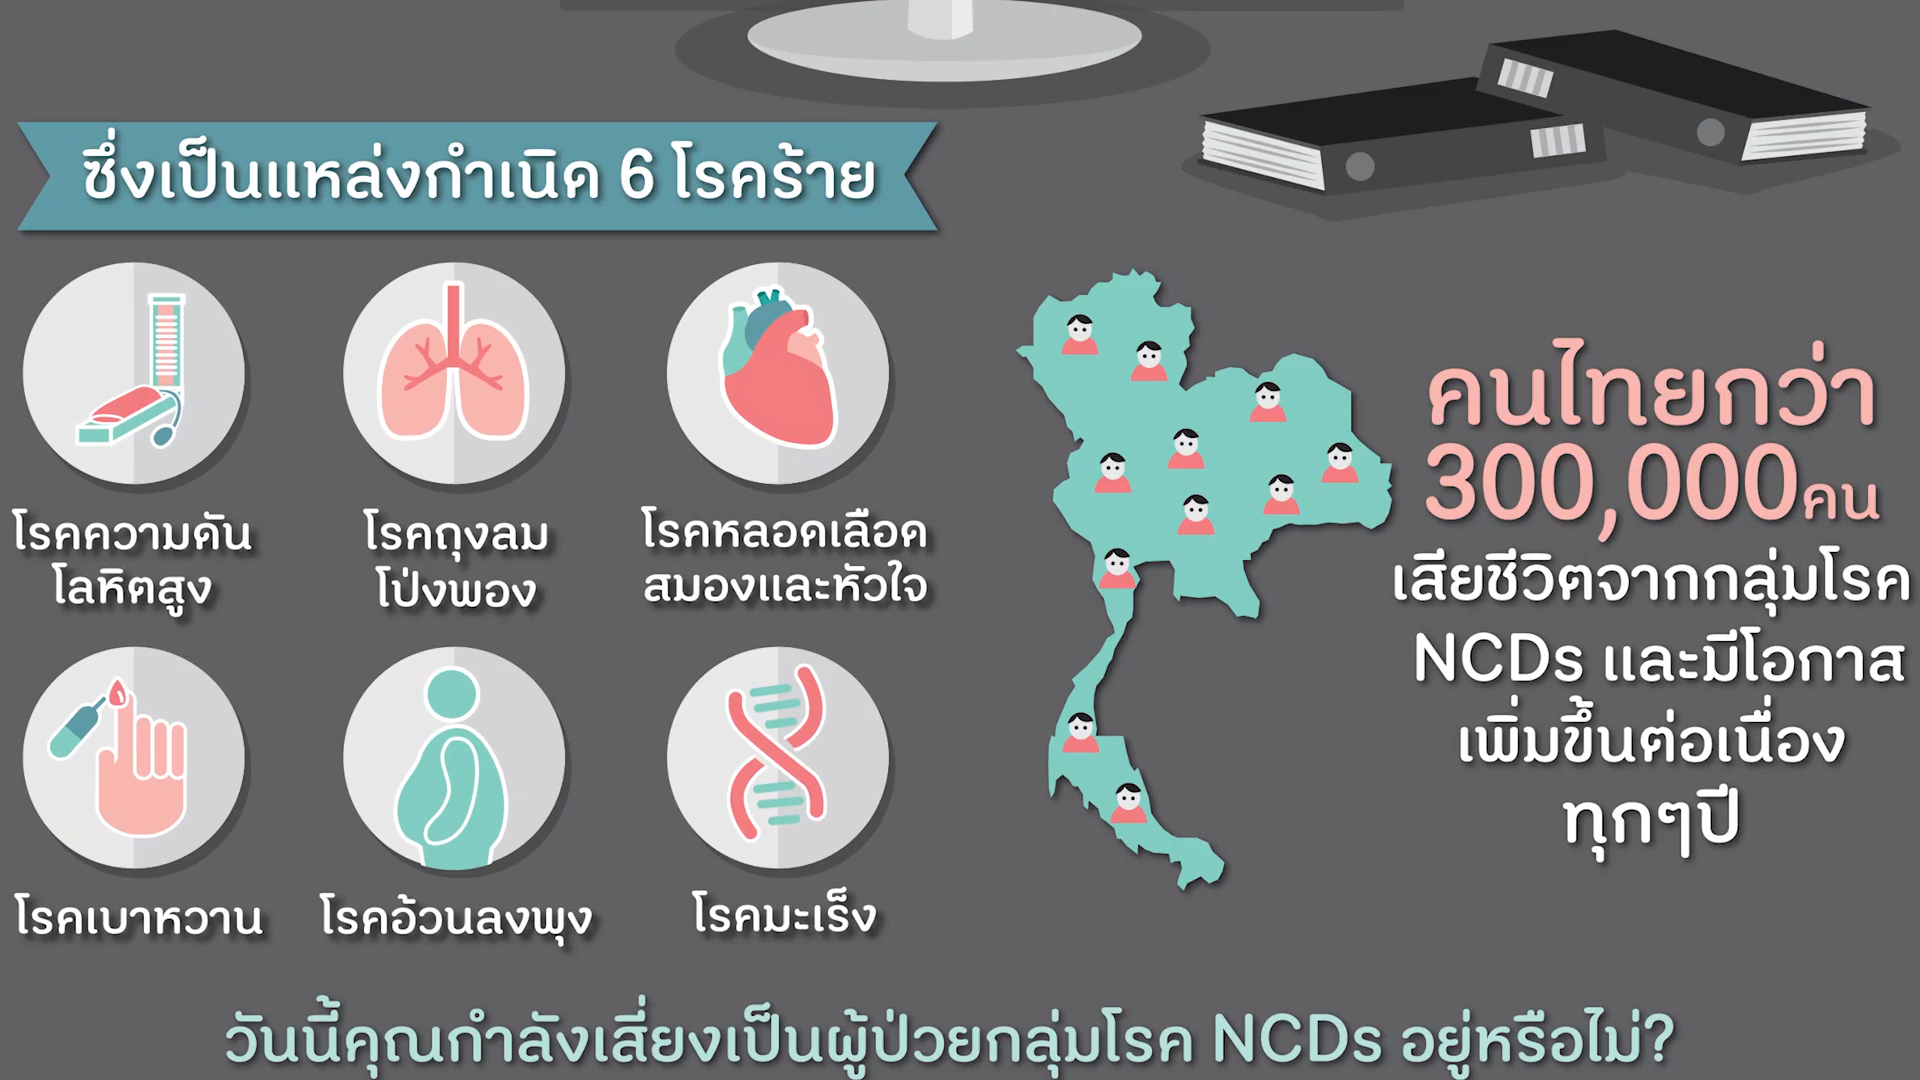 ซึ่งเป็นแหล่งกำเนิด 6 โรคร้าย
โรคความดัน
โลหิตสูง
โรคถุงลม
โป่งพอง
โรคหลอดเลือด
สมองและหัวใจ
โรคเบาหวาน
โรคอ้วนลงพุง
โรคมะเร็ง
คนไทยกว่า
300,000คน
เสียชีวิตจากกลุ่มโรค
NCDs และมีโอกาส
เพิ่มขึ้นต่อเนื่อง
ทุกๆปี
วันนี้คุณกำลังเสี่ยงเป็นผู้ป่วยกลุ่มโรค NCDs อยู่หรือไม่?